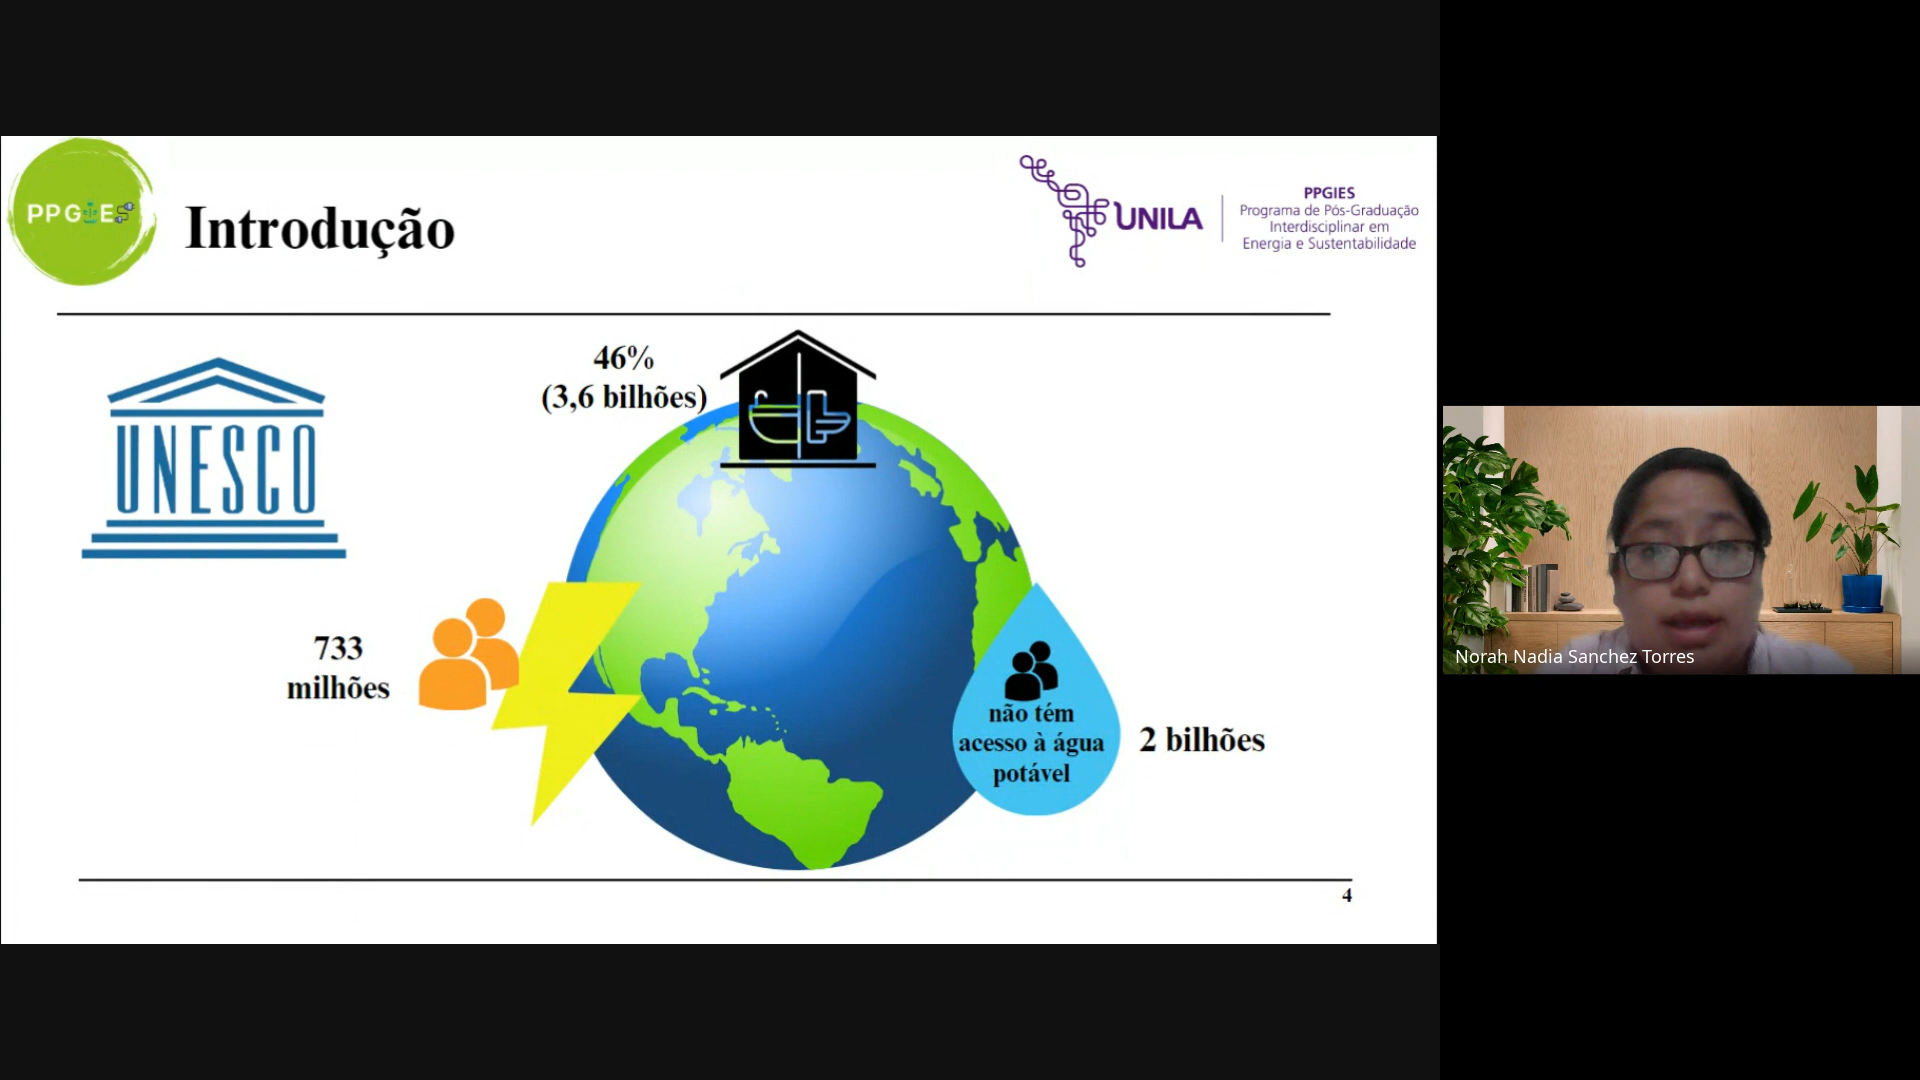 PPGIES
Introdução
UNILA
PPGIES
Programa de Pós-Graduação
Interdisciplinar em
Energia e Sustentabilidade
UNESCO
46%
(3,6 bilhões)
733
milhões
não tém
acesso à água
potável
2 bilhões
4
Norah Nadia Sanchez Torres